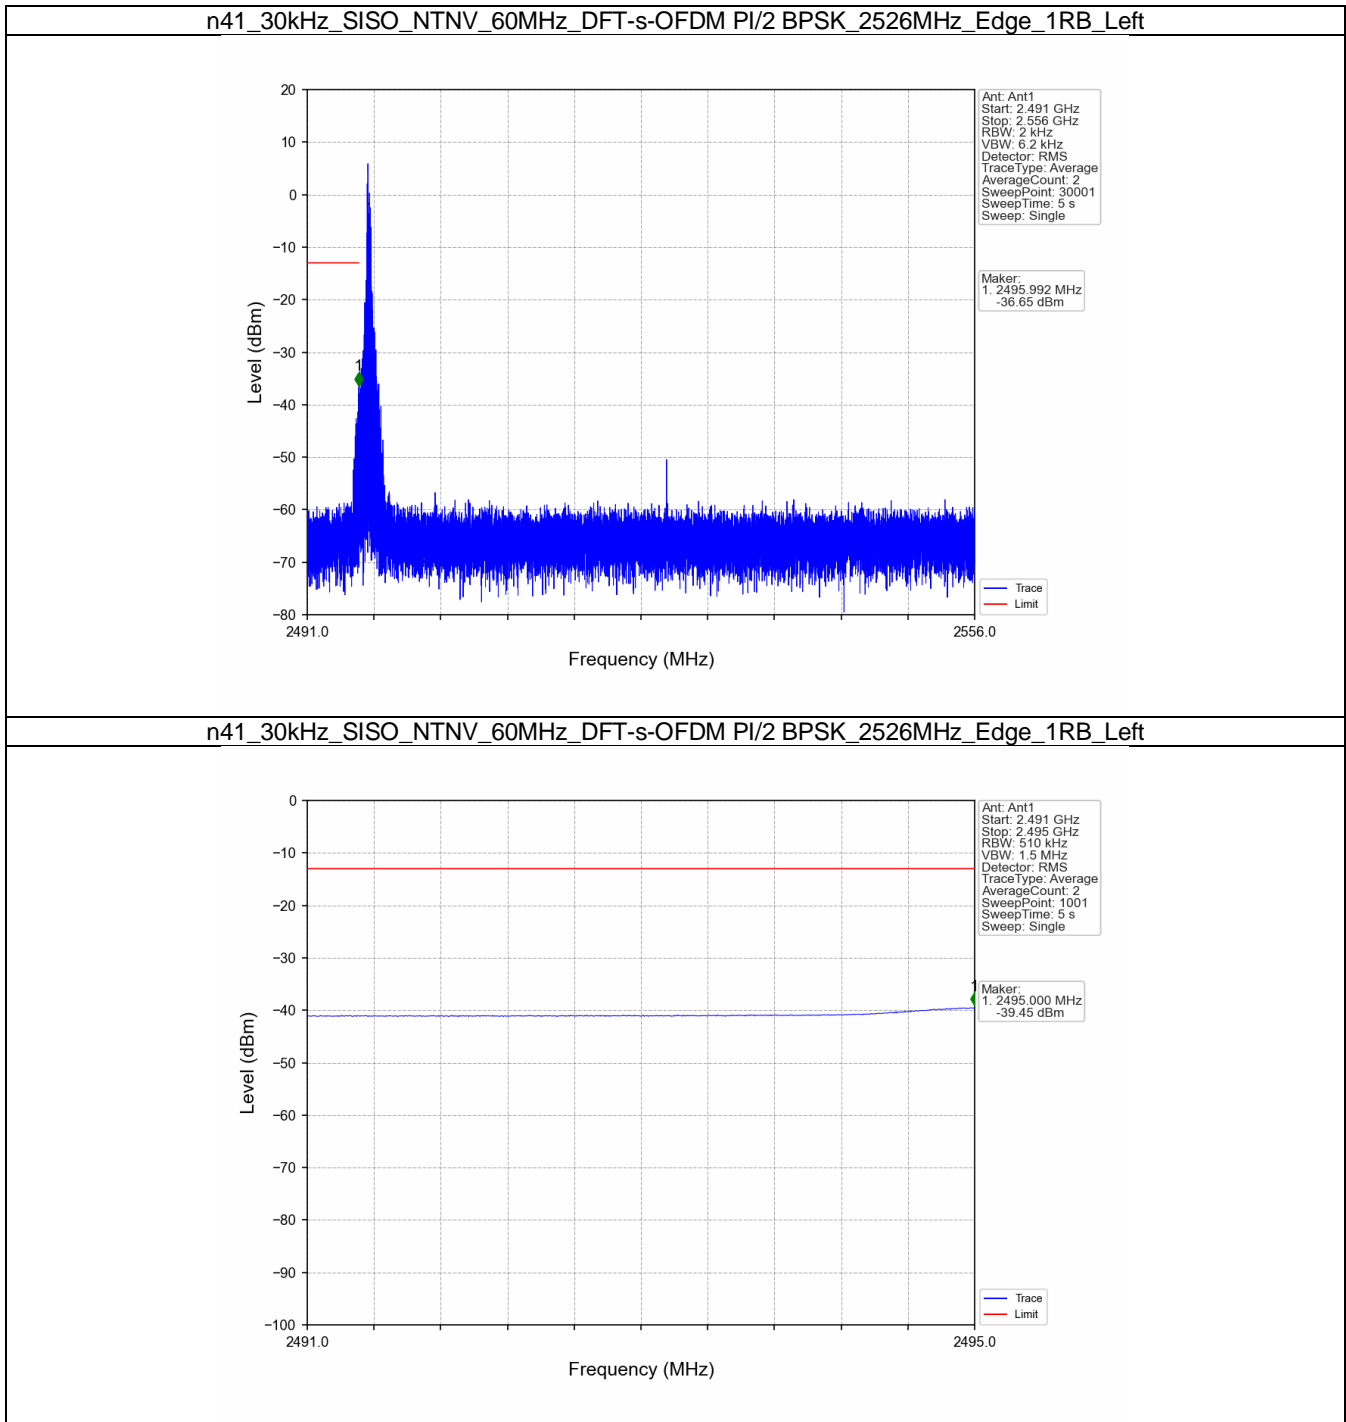 n41_30kHz_SISO_NTNV_60MHz_DFT-s-OFDM PI/2 BPSK_2526MHz_Edge_1RB_Left
20
10
0
−10
−20
−30
−40
−50
−60
−70
−80
Level (dBm)
1
2491.0
2556.0
Frequency (MHz)
Ant: Ant1
Start: 2.491 GHz
Stop: 2.556 GHz
RBW: 2 kHz
VBW: 6.2 kHz
Detector: RMS
TraceType: Average
AverageCount: 2
SweepPoint: 30001
SweepTime: 5 s
Sweep: Single
Maker:
1. 2495.992 MHz
-36.65 dBm
Trace
Limit
n41_30kHz_SISO_NTNV_60MHz_DFT-s-OFDM PI/2 BPSK_2526MHz_Edge_1RB_Left
0
−10
−20
−30
−40
−50
−60
−70
−80
−90
−100
Level (dBm)
1
2491.0
2495.0
Frequency (MHz)
Ant: Ant1
Start: 2.491 GHz
Stop: 2.495 GHz
RBW: 510 kHz
VBW: 1.5 MHz
Detector: RMS
TraceType: Average
AverageCount: 2
SweepPoint: 1001
SweepTime: 5 s
Sweep: Single
Maker:
1. 2495.000 MHz
-39.45 dBm
Trace
Limit